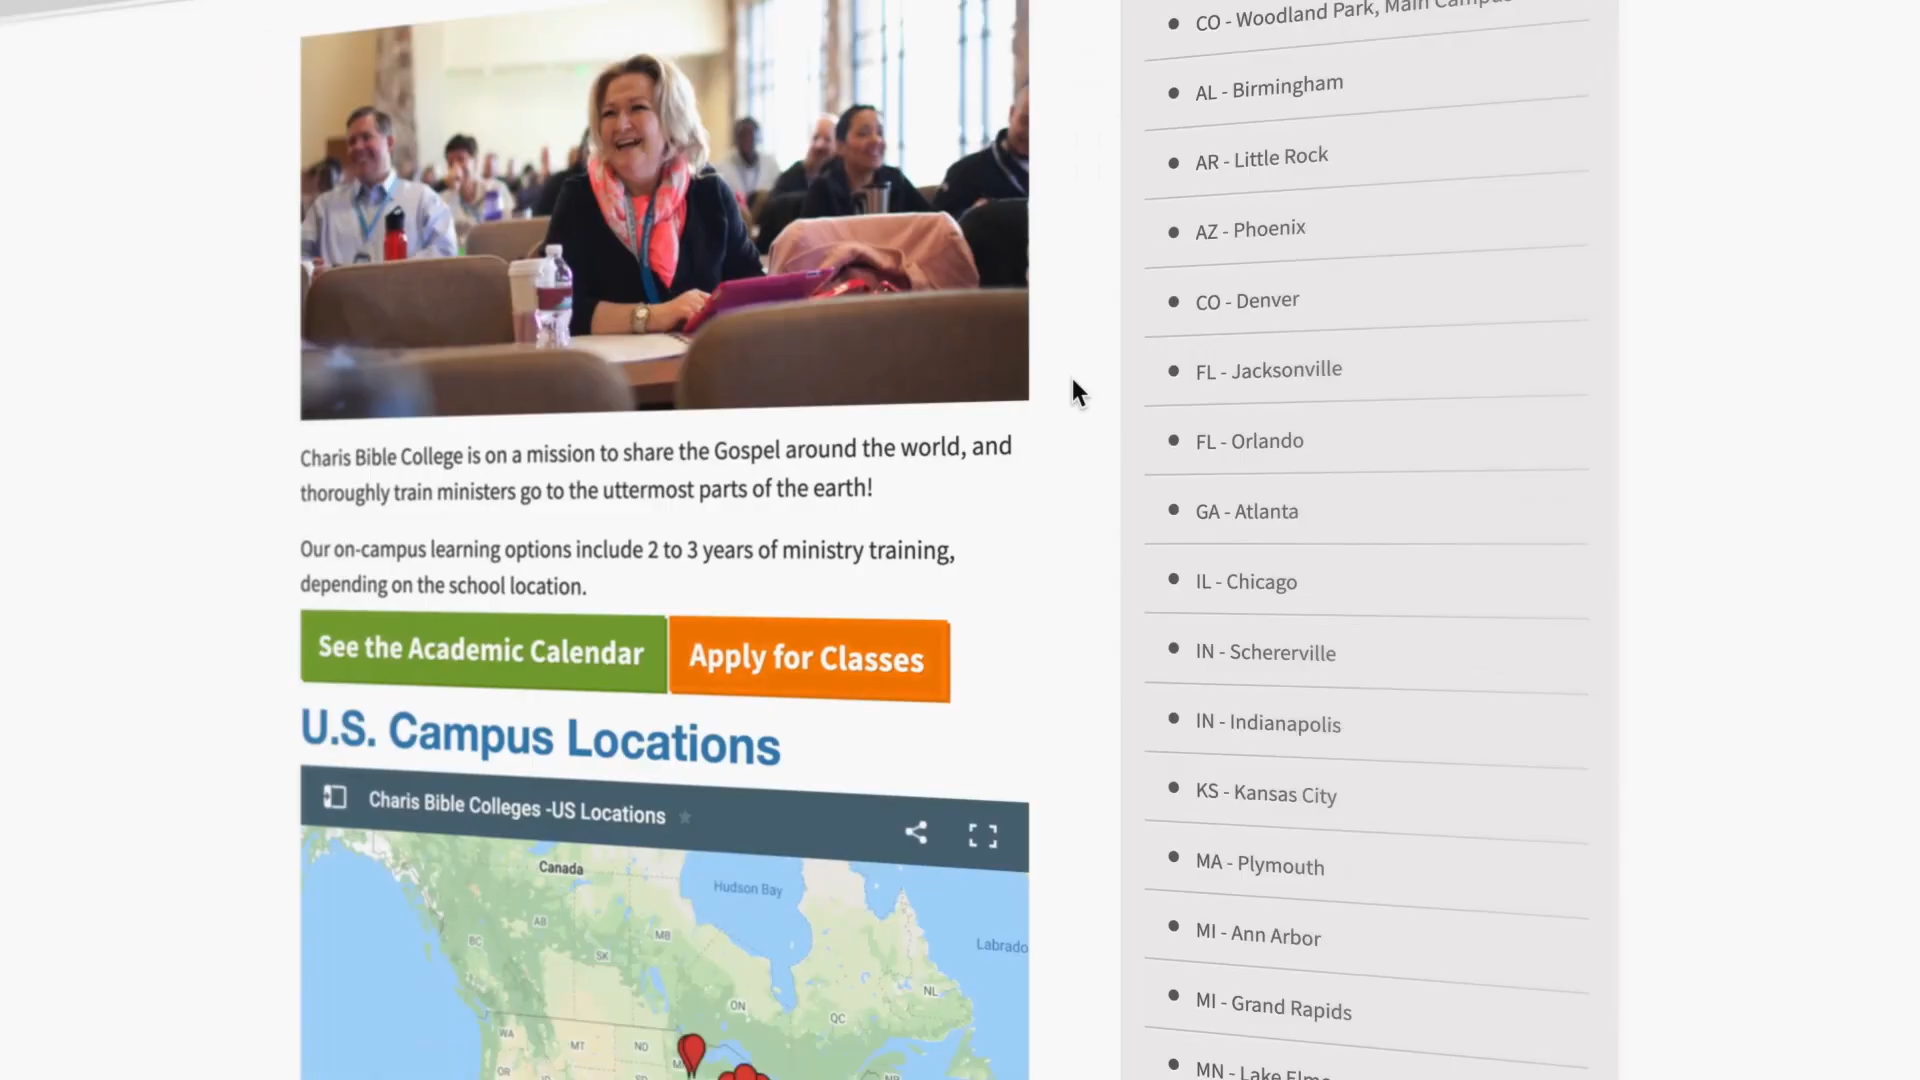 Charis Bible College is on a mission to share the Gospel around the world, and
thoroughly train ministers go to the uttermost parts of the earth!
Our on-campus learning options include 2 to 3 years of ministry training,
depending on the school location.
See the Academic Calendar
Apply for Classes
U.S. Campus Locations
Charis Bible Colleges -US Locations
Canada
Hudson Bay
Labrado
AB
BC
MB
SK
NL
ON
QC
WA
MT
ND
OR
CO - Woodland Park, Main Campus
AL - Birmingham
AR - Little Rock
AZ - Phoenix
CO - Denver
FL - Jacksonville
FL - Orlando
GA - Atlanta
IL - Chicago
IN - Schererville
IN - Indianapolis
KS - Kansas City
MA - Plymouth
MI - Ann Arbor
MI - Grand Rapids
MN - Lake Elmo